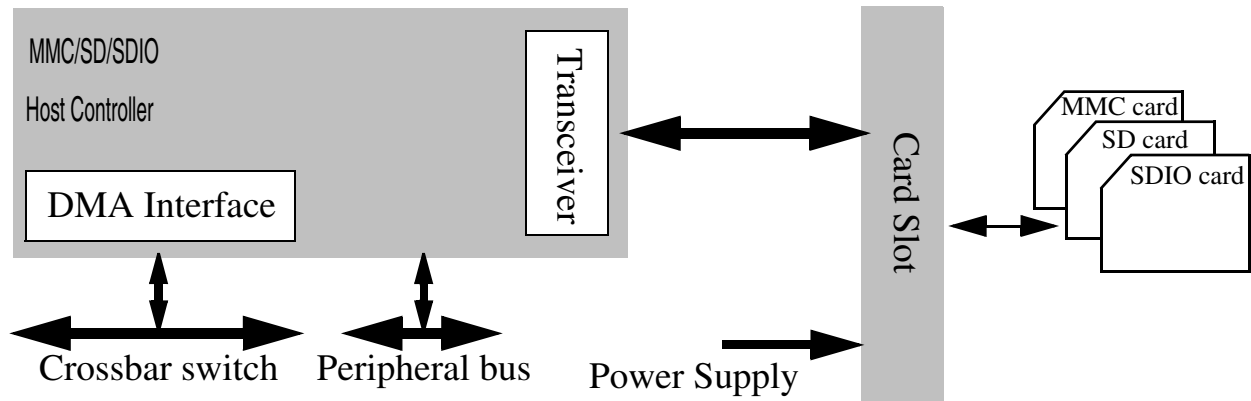 MMC/SD/SDIO
Host Controller
Transceiver
DMA Interface
Card Slot
MMC card
SD card
SDIO card
Crossbar switch
Peripheral bus
Power Supply